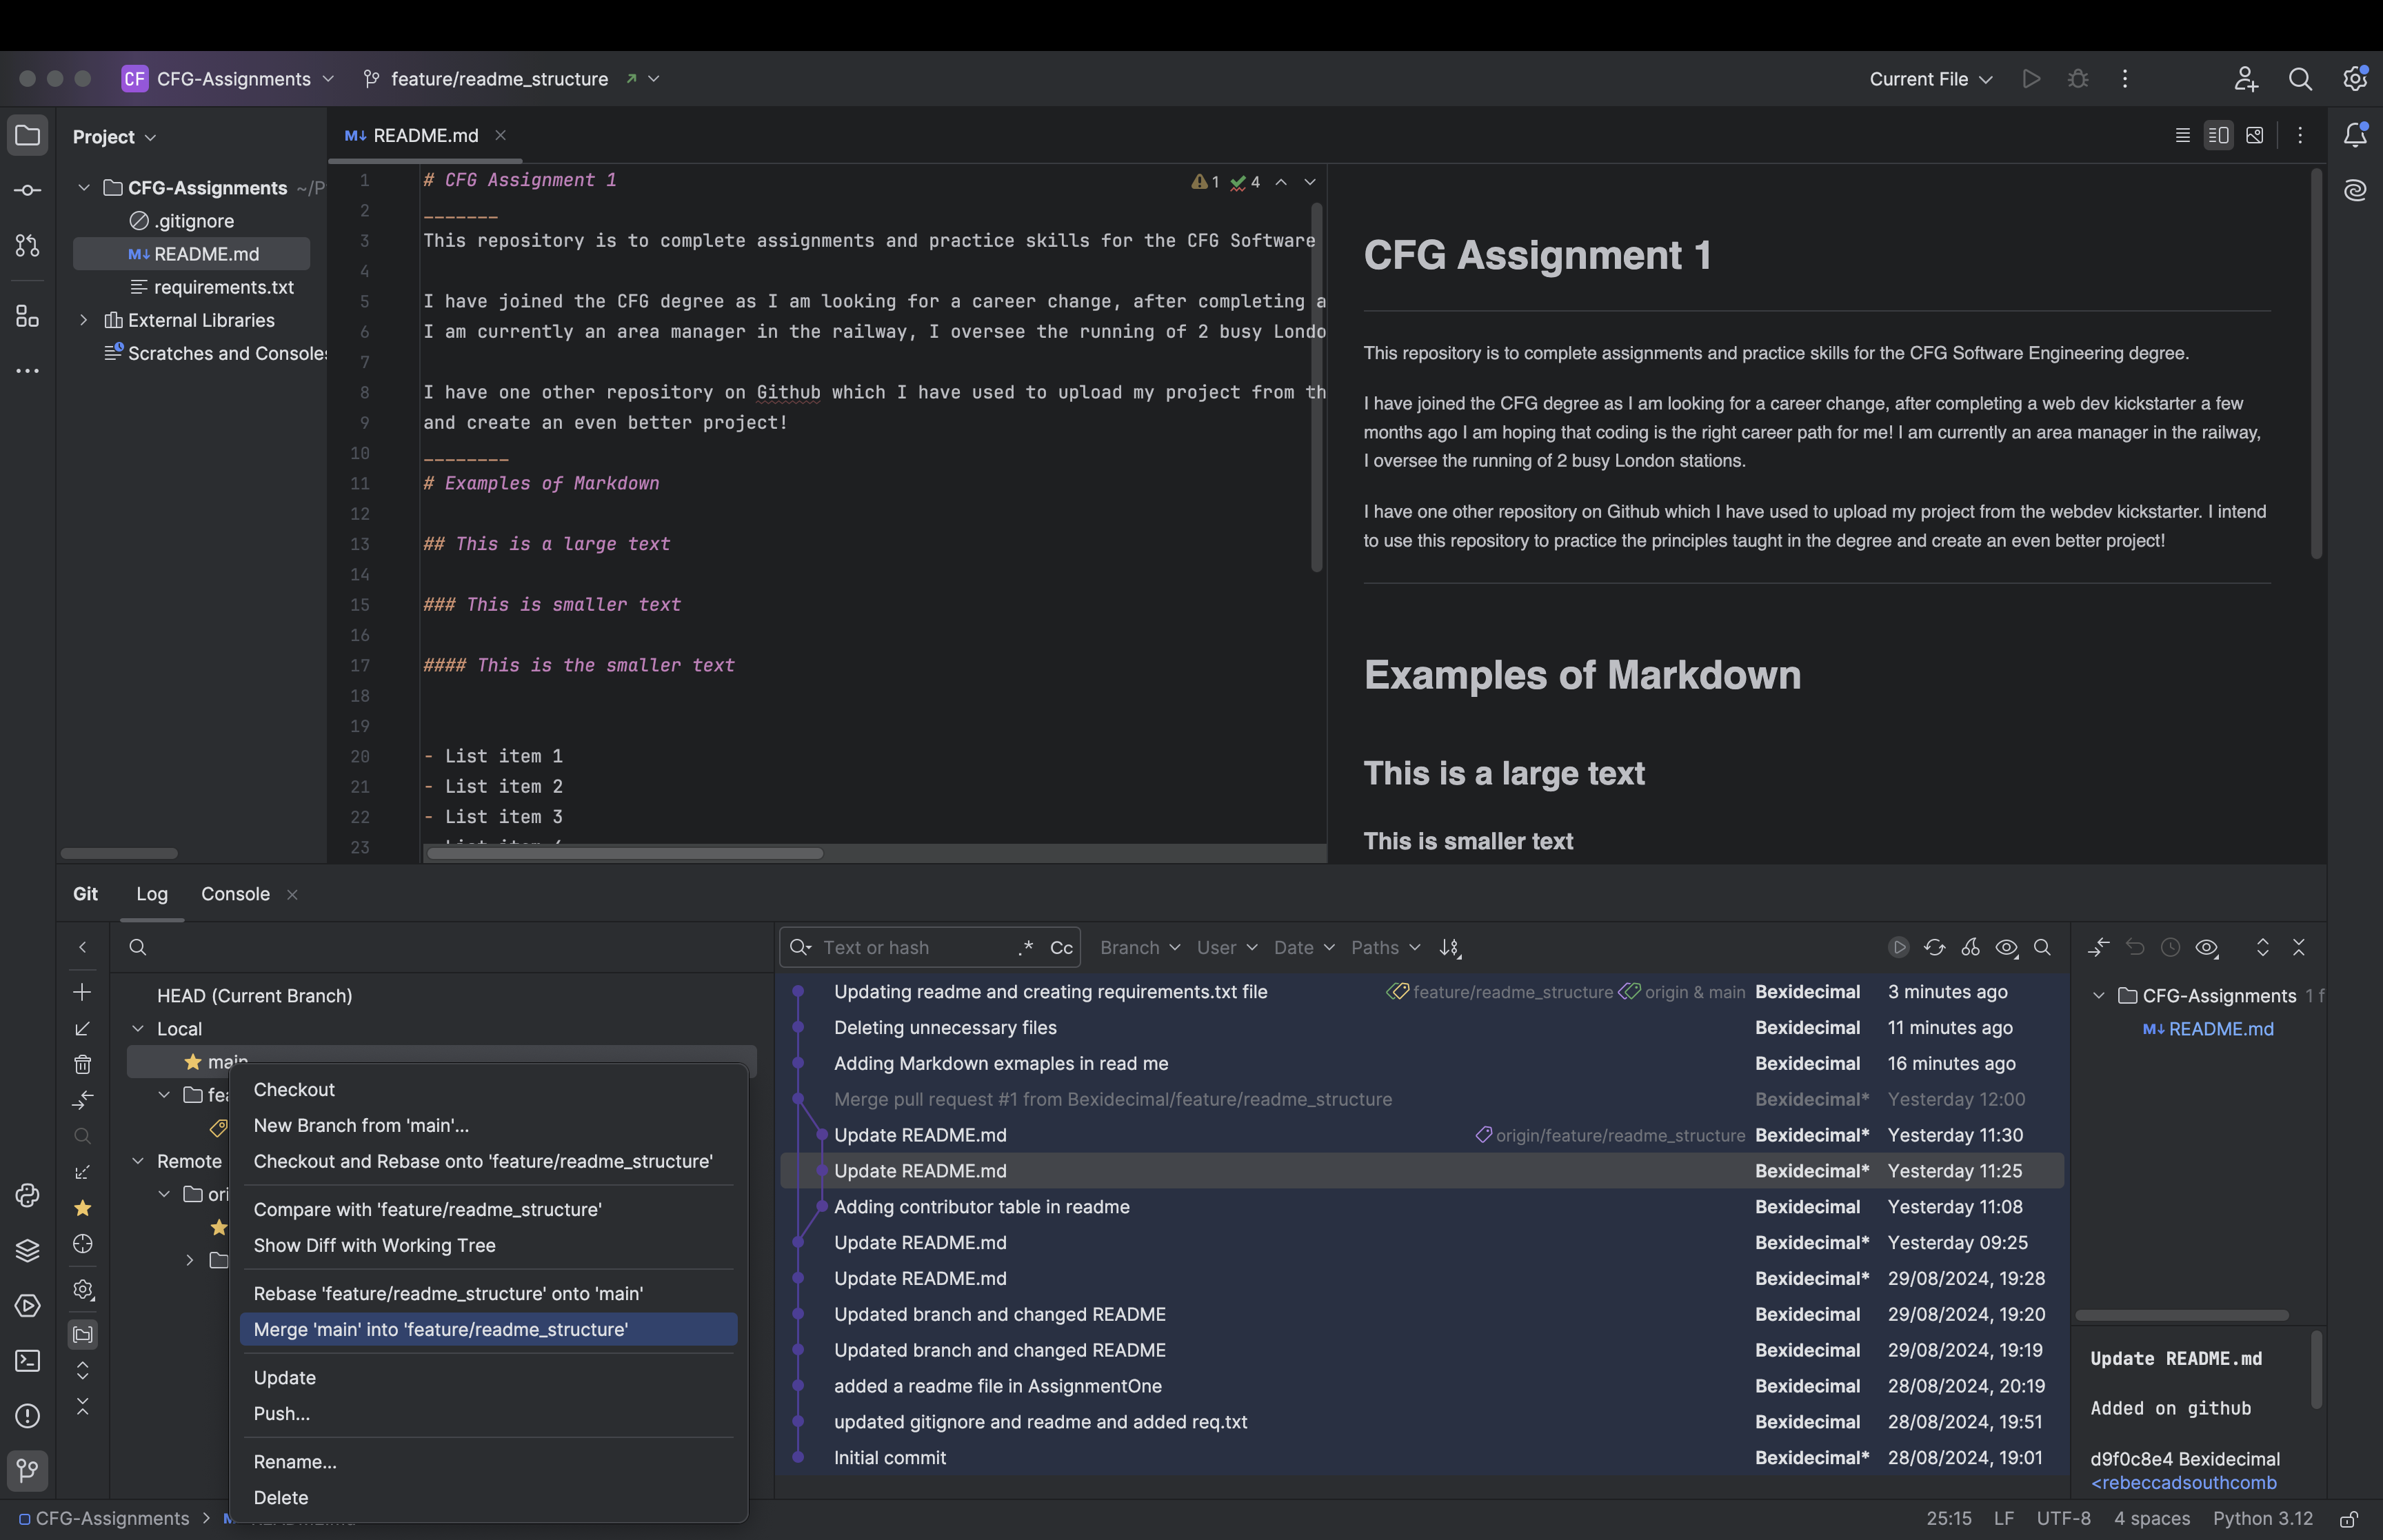 CF CFG-Assignments feature/readme_structure Current File
Project
README.md
CFG-Assignments ~/P
.gitignore
README.md
requirements.txt
External Libraries
Scratches and Consoles
1 # CFG Assignment 1
1 4
2 _______
3 This repository is to complete assignments and practice skills for the CFG Software
4
5 I have joined the CFG degree as I am looking for a career change, after completing a
6 I am currently an area manager in the railway, I oversee the running of 2 busy Londo
7
8 I have one other repository on Github which I have used to upload my project from th
9 and create an even better project!
10 ________
11 # Examples of Markdown
12
13 ## This is a large text
14
15 ### This is smaller text
16
17 #### This is the smaller text
18
19
20 - List item 1
21 - List item 2
22 - List item 3
23
CFG Assignment 1
This repository is to complete assignments and practice skills for the CFG Software Engineering degree.
I have joined the CFG degree as I am looking for a career change, after completing a web dev kickstarter a few
months ago I am hoping that coding is the right career path for me! I am currently an area manager in the railway,
I oversee the running of 2 busy London stations.
I have one other repository on Github which I have used to upload my project from the webdev kickstarter. I intend
to use this repository to practice the principles taught in the degree and create an even better project!
Examples of Markdown
This is a large text
This is smaller text
Git Log Console
HEAD (Current Branch)
Local
main
fea
Remote
ori
Checkout
New Branch from 'main'...
Checkout and Rebase onto 'feature/readme_structure'
Compare with 'feature/readme_structure'
Show Diff with Working Tree
Rebase 'feature/readme_structure' onto 'main'
Merge 'main' into 'feature/readme_structure'
Update
Push...
Rename...
Delete
Text or hash .* Cc Branch User Date Paths
Updating readme and creating requirements.txt file feature/readme_structure origin & main Bexidecimal 3 minutes ago
Deleting unnecessary files Bexidecimal 11 minutes ago
Adding Markdown exmaples in read me Bexidecimal 16 minutes ago
Merge pull request #1 from Bexidecimal/feature/readme_structure Bexidecimal* Yesterday 12:00
Update README.md origin/feature/readme_structure Bexidecimal* Yesterday 11:30
Update README.md Bexidecimal* Yesterday 11:25
Adding contributor table in readme Bexidecimal Yesterday 11:08
Update README.md Bexidecimal* Yesterday 09:25
Update README.md Bexidecimal* 29/08/2024, 19:28
Updated branch and changed README Bexidecimal 29/08/2024, 19:20
Updated branch and changed README Bexidecimal 29/08/2024, 19:19
added a readme file in AssignmentOne Bexidecimal 28/08/2024, 20:19
updated gitignore and readme and added req.txt Bexidecimal 28/08/2024, 19:51
Initial commit Bexidecimal* 28/08/2024, 19:01
CFG-Assignments 1 f
README.md
Update README.md
Added on github
d9f0c8e4 Bexidecimal
<rebeccadsouthcomb
CFG-Assignments 25:15 LF UTF-8 4 spaces Python 3.12